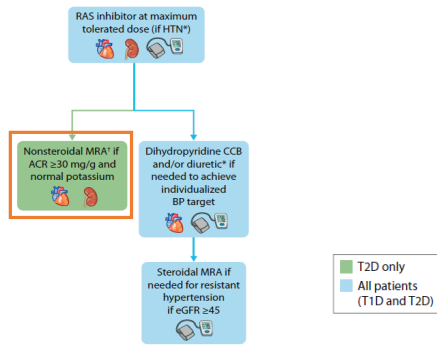 RAS inhibitor at maximum
tolerated dose (if HTN*)
Nonsteroidal MRA† if
ACR ≥30 mg/g and
normal potassium
Dihydropyridine CCB
and/or diuretic* if
needed to achieve
individualized
BP target
Steroidal MRA if
needed for resistant
hypertension
if eGFR ≥45
T2D only
All patients
(T1D and T2D)